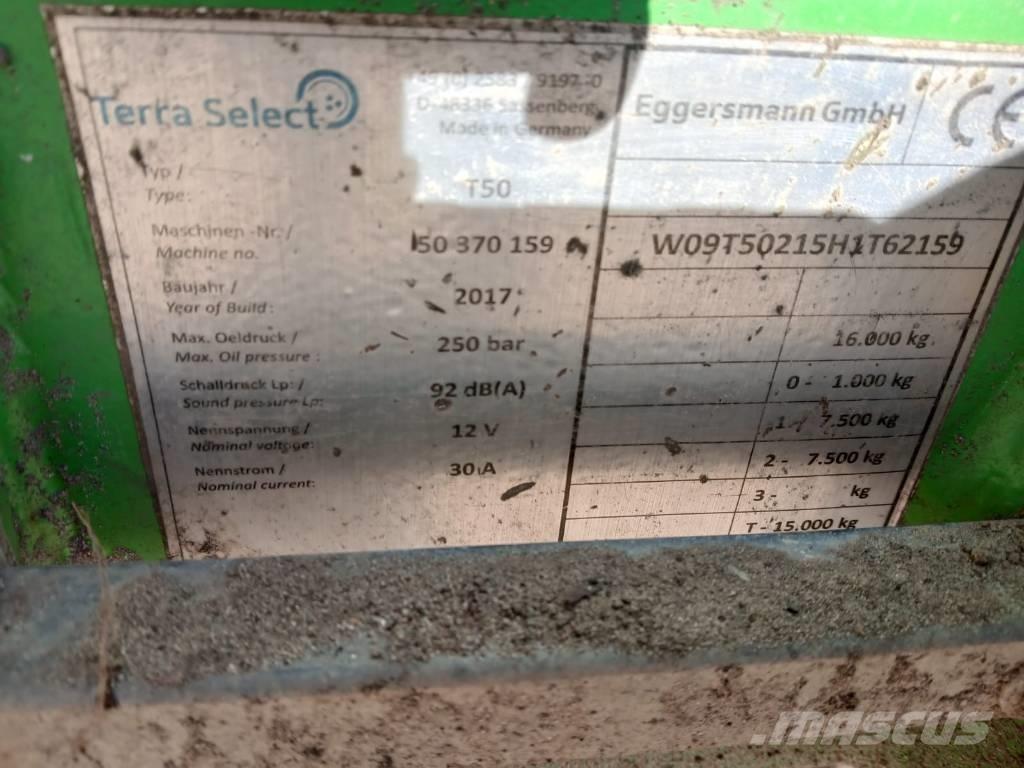 Terra Select
49 (0) 2583 9197-0
D-48336 Sassenberg
Made in Germany
Typ /
Type:
T50
Maschinen -Nr. /
Machine no.
50 370 159
Baujahr /
Year of Build :
2017
Max. Oeldruck /
Max. Oil pressure :
250 bar
Schalldruck Lp: /
Sound pressure Lp:
92 dB(A)
Nennspannung /
Nominal voltage:
12 V
Nennstrom /
Nominal current:
30 A
Eggersmann GmbH
CE
W09T50215H1T62159
16.000 kg
0 - 1.000 kg
1 - 7.500 kg
2 - 7.500 kg
3 - kg
T - 15.000 kg
MASCUS